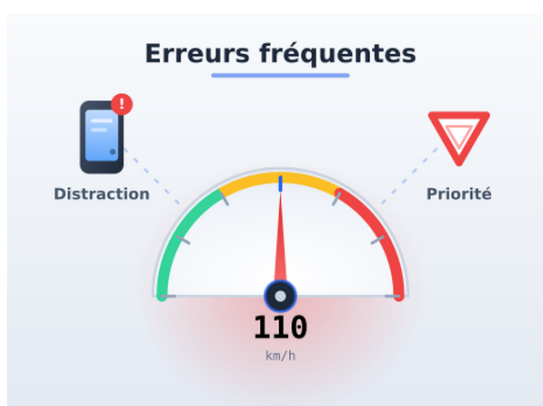 Erreurs fréquentes
!
Distraction
Priorité
110
km/h